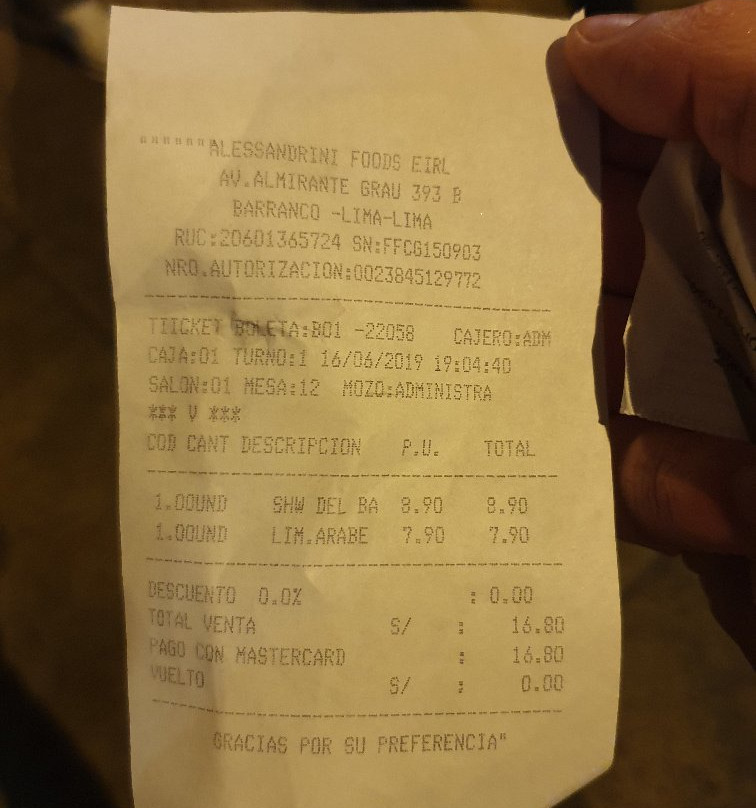 """""""ALESSANDRINI FOODS EIRL
AV.ALMIRANTE GRAU 393 B
BARRANCO -LIMA-LIMA
RUC:20601365724 SN:FFCG150903
NRO.AUTORIZACION:0023845129772
TIICKET BOLETA:B01 -22058 CAJERO:ADM
CAJA:01 TURNO:1 16/06/2019 19:04:40
SALON:01 MESA:12 MOZO:ADMINISTRA
*** V ***
COD CANT DESCRIPCION P.U. TOTAL
1.00UND SHW DEL BA 8.90 8.90
1.00UND LIM.ARABE 7.90 7.90
DESCUENTO 0.0% : 0.00
TOTAL VENTA S/ : 16.80
PAGO CON MASTERCARD : 16.80
VUELTO S/ : 0.00
GRACIAS POR SU PREFERENCIA"